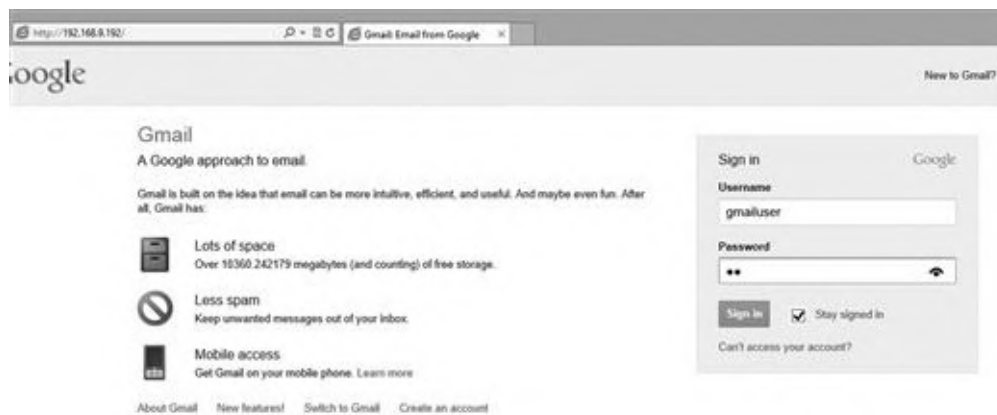 http://192.168.9.192/
Gmail: Email from Google
Google
New to Gmail?
Gmail
A Google approach to email.
Gmail is built on the idea that email can be more intuitive, efficient, and useful. And maybe even fun. After
all, Gmail has:
Lots of space
Over 10360.242179 megabytes (and counting) of free storage.
Less spam
Keep unwanted messages out of your inbox.
Mobile access
Get Gmail on your mobile phone. Learn more
About Gmail New features! Switch to Gmail Create an account
Sign in Google
Username
gmailuser
Password
Sign in Stay signed in
Can't access your account?